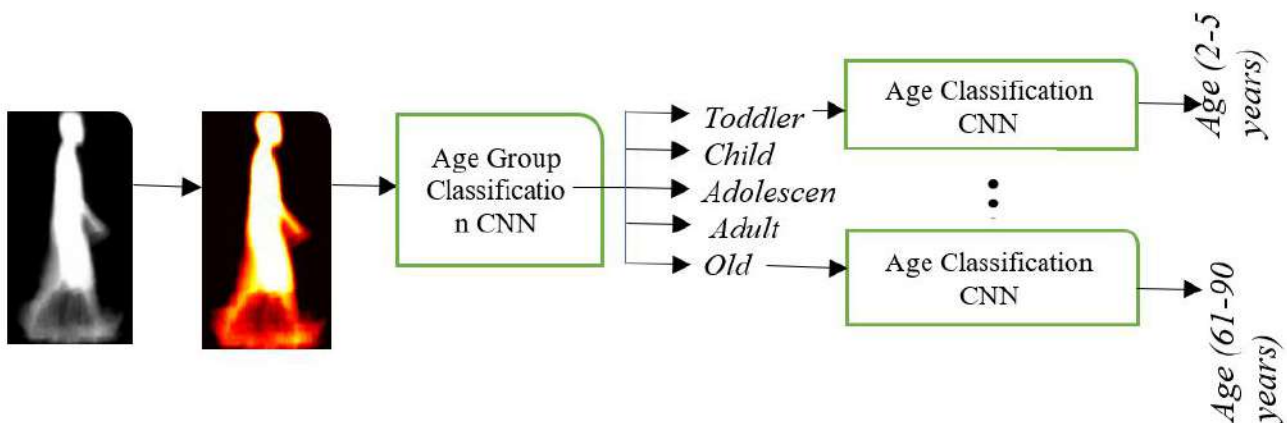 Age Group
Classificatio
n CNN
Toddler
Child
Adolescen
Adult
Old
Age Classification
CNN
Age Classification
CNN
Age (2-5
years)
Age (61-90
years)